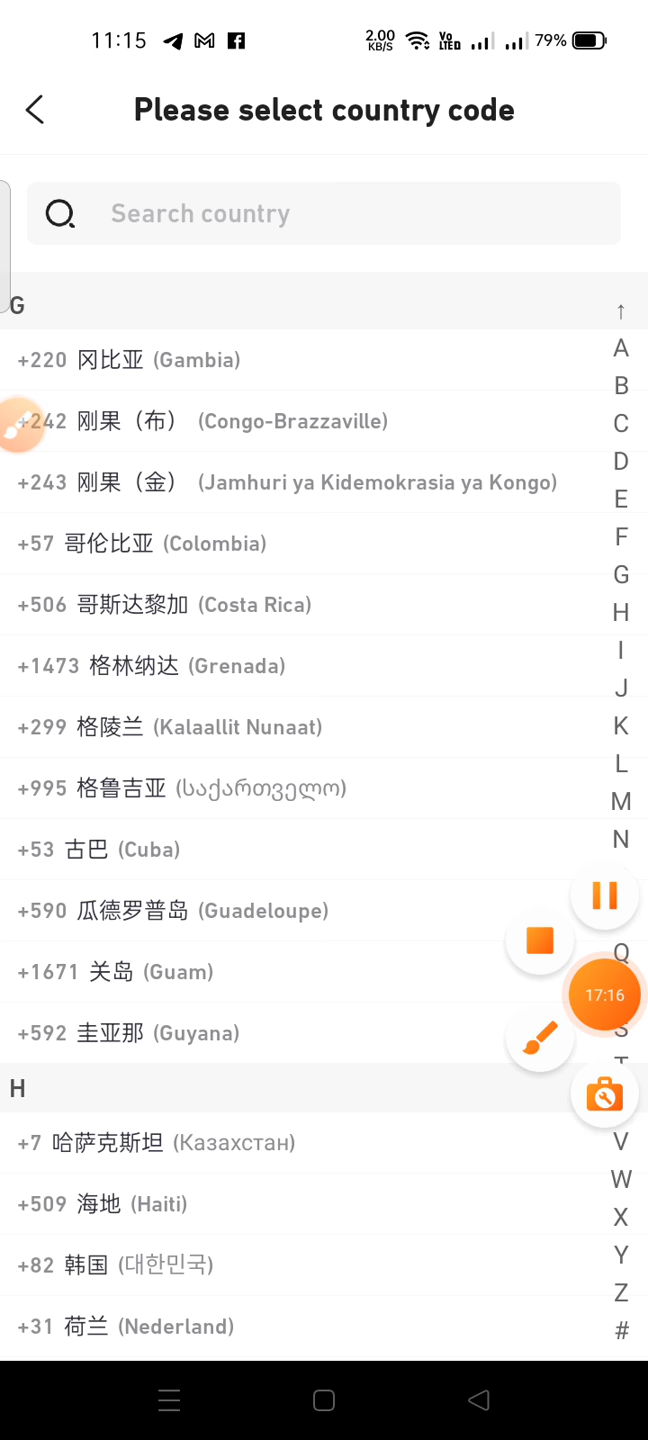 11:15
2.00 KB/S
Vo LTED
79%
Please select country code
Search country
G
↑
+220 冈比亚 (Gambia)
A
B
+242 刚果（布） (Congo-Brazzaville)
C
D
+243 刚果（金） (Jamhuri ya Kidemokrasia ya Kongo)
E
+57 哥伦比亚 (Colombia)
F
G
+506 哥斯达黎加 (Costa Rica)
H
I
+1473 格林纳达 (Grenada)
J
+299 格陵兰 (Kalaallit Nunaat)
K
L
+995 格鲁吉亚 (საქართველო)
M
+53 古巴 (Cuba)
N
+590 瓜德罗普岛 (Guadeloupe)
Q
+1671 关岛 (Guam)
17:16
+592 圭亚那 (Guyana)
S
T
H
+7 哈萨克斯坦 (Казахстан)
V
W
+509 海地 (Haiti)
X
+82 韩国 (대한민국)
Y
Z
+31 荷兰 (Nederland)
#